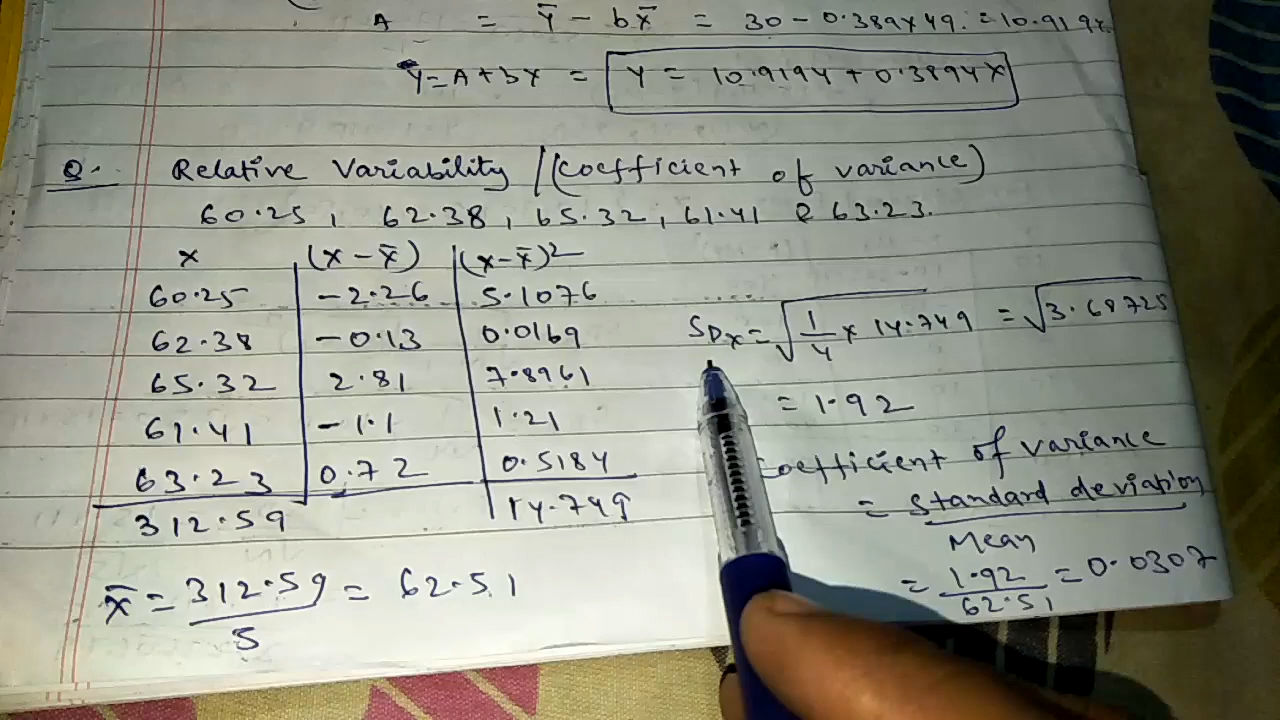 A = Ȳ - bx̄ = 30 - 0.389x49. = 10.919x
Y = A + bx = Y = 10.9194 + 0.3894x
Q. Relative Variability / (Coefficient of variance)
60.25, 62.38, 65.32, 61.41 & 63.23.
x (x-x̄) (x-x̄)2
60.25 -2.26 5.1076
62.38 -0.13 0.0169
65.32 2.81 7.8961
61.41 -1.1 1.21
63.23 0.72 0.5184
312.59 14.749
x̄ = 312.59/5 = 62.51
SDx = √1/4 x 14.749 = √3.68725
= 1.92
coefficient of variance
= Standard deviation
Mean
= 1.92/62.51 = 0.0307